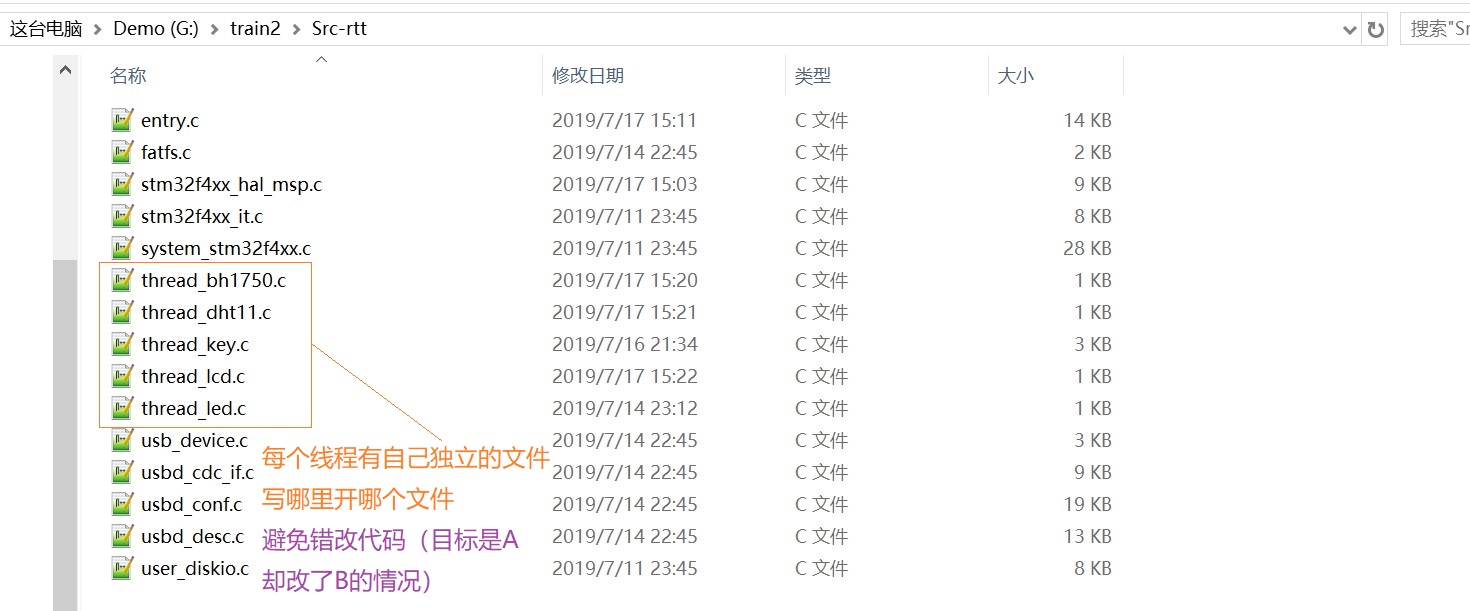 这台电脑 > Demo (G:) > train2 > Src-rtt 搜索"Sr
名称 修改日期 类型 大小
entry.c 2019/7/17 15:11 C 文件 14 KB
fatfs.c 2019/7/14 22:45 C 文件 2 KB
stm32f4xx_hal_msp.c 2019/7/17 15:03 C 文件 9 KB
stm32f4xx_it.c 2019/7/11 23:45 C 文件 8 KB
system_stm32f4xx.c 2019/7/11 23:45 C 文件 28 KB
thread_bh1750.c 2019/7/17 15:20 C 文件 1 KB
thread_dht11.c 2019/7/17 15:21 C 文件 1 KB
thread_key.c 2019/7/16 21:34 C 文件 3 KB
thread_lcd.c 2019/7/17 15:22 C 文件 1 KB
thread_led.c 2019/7/14 23:12 C 文件 1 KB
usb_device.c 2019/7/14 22:45 C 文件 3 KB
usbd_cdc_if.c 2019/7/14 22:45 C 文件 9 KB
usbd_conf.c 2019/7/14 22:45 C 文件 19 KB
usbd_desc.c 2019/7/14 22:45 C 文件 13 KB
user_diskio.c 2019/7/11 23:45 C 文件 8 KB
每个线程有自己独立的文件
写哪里开哪个文件
避免错改代码（目标是A
却改了B的情况）